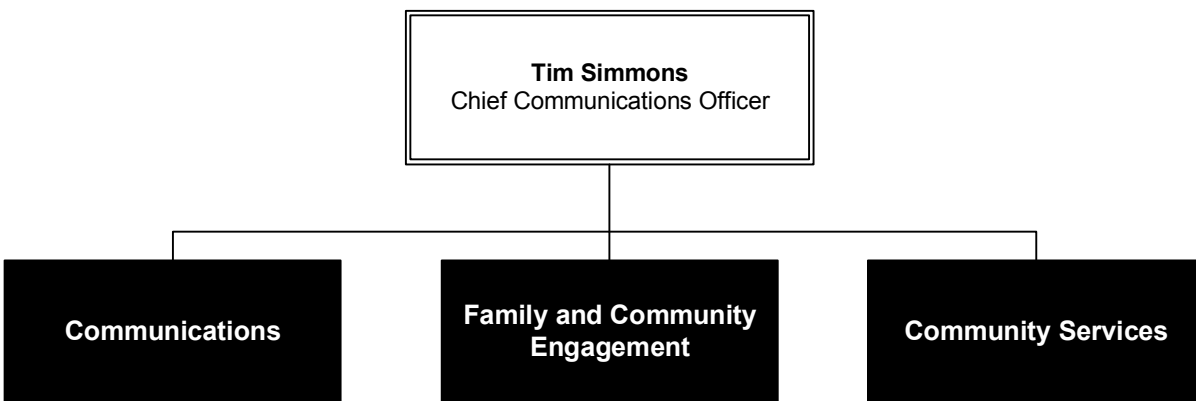 Tim Simmons
Chief Communications Officer
Communications
Family and Community
Engagement
Community Services